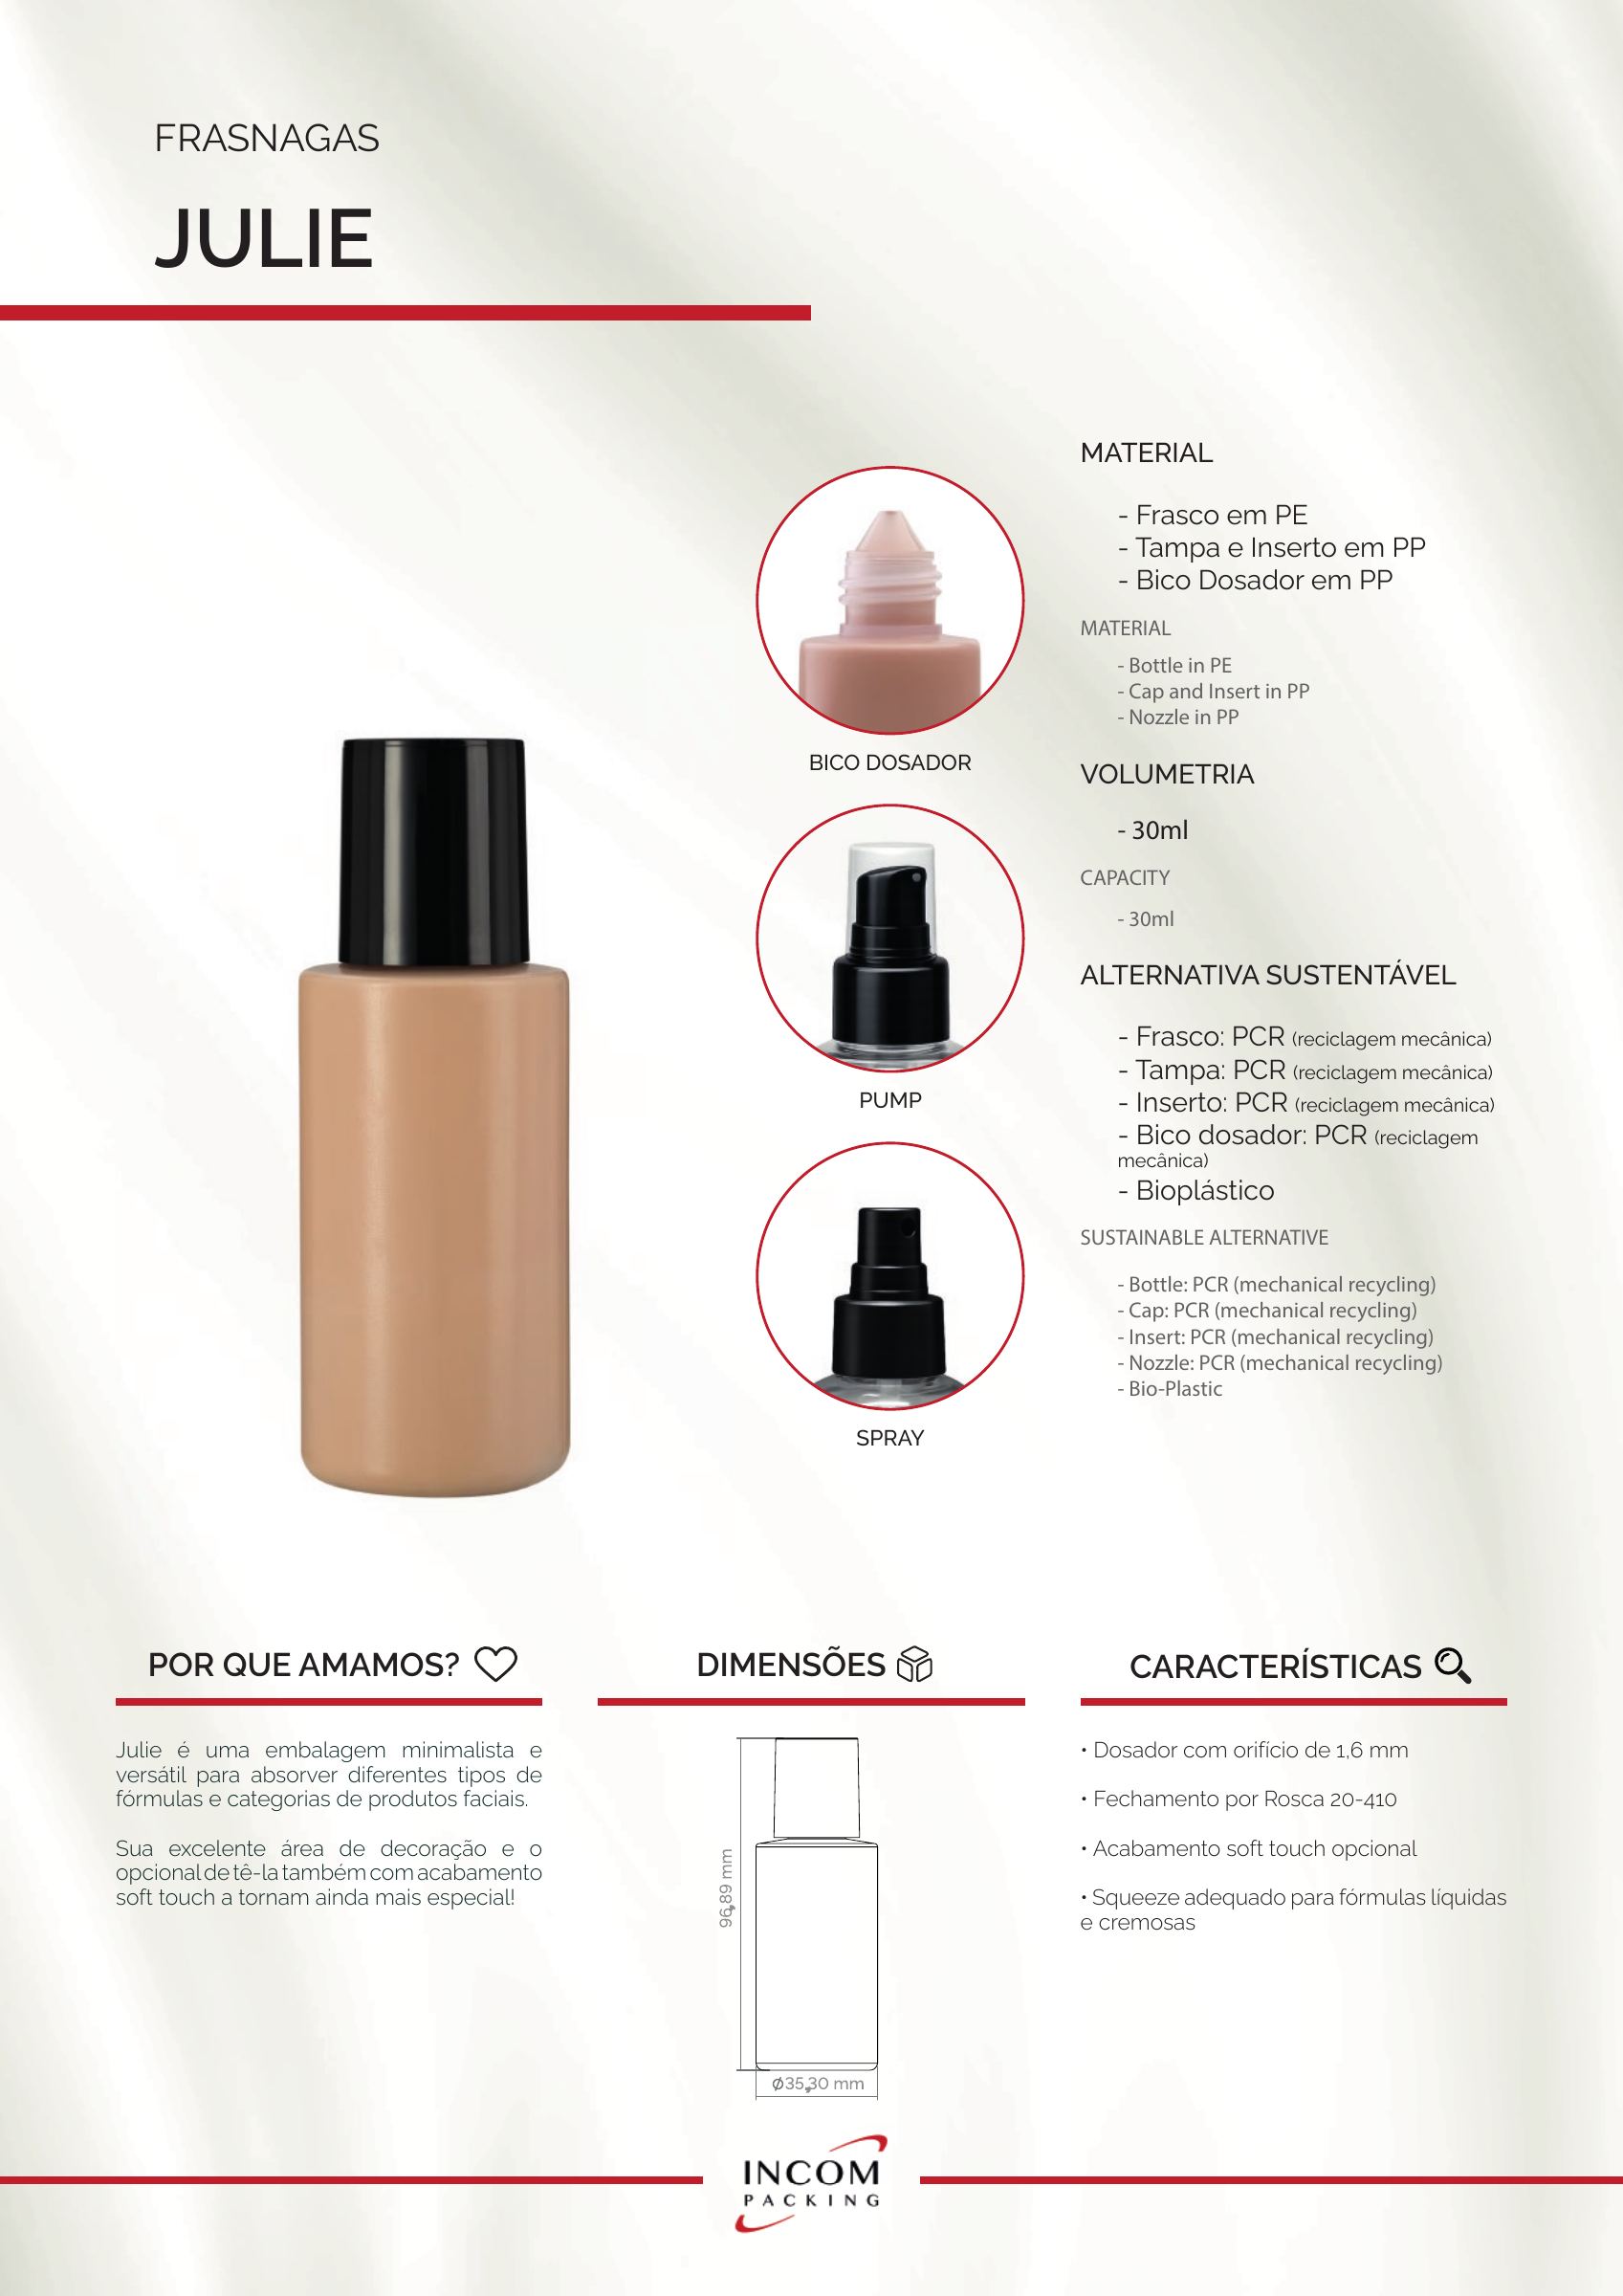 FRASNAGAS
JULIE
BICO DOSADOR
PUMP
SPRAY
MATERIAL
- Frasco em PE
- Tampa e Inserto em PP
- Bico Dosador em PP
MATERIAL
- Bottle in PE
- Cap and Insert in PP
- Nozzle in PP
VOLUMETRIA
- 30ml
CAPACITY
- 30ml
ALTERNATIVA SUSTENTÁVEL
- Frasco: PCR (reciclagem mecânica)
- Tampa: PCR (reciclagem mecânica)
- Inserto: PCR (reciclagem mecânica)
- Bico dosador: PCR (reciclagem
mecânica)
- Bioplástico
SUSTAINABLE ALTERNATIVE
- Bottle: PCR (mechanical recycling)
- Cap: PCR (mechanical recycling)
- Insert: PCR (mechanical recycling)
- Nozzle: PCR (mechanical recycling)
- Bio-Plastic
POR QUE AMAMOS?
Julie é uma embalagem minimalista e
versátil para absorver diferentes tipos de
fórmulas e categorias de produtos faciais.
Sua excelente área de decoração e o
opcional de tê-la também com acabamento
soft touch a tornam ainda mais especial!
DIMENSÕES
96,89 mm
Ø35,30 mm
CARACTERÍSTICAS
• Dosador com orifício de 1,6 mm
• Fechamento por Rosca 20-410
• Acabamento soft touch opcional
• Squeeze adequado para fórmulas líquidas
e cremosas
INCOM
PACKING